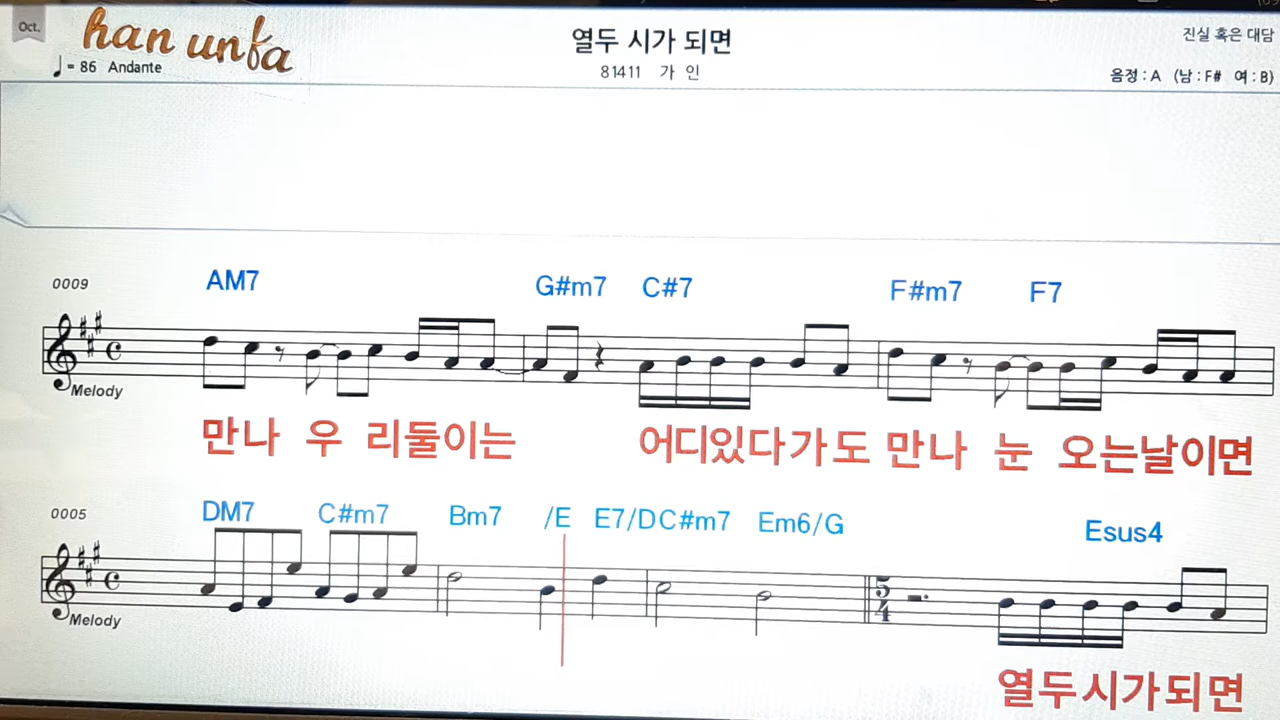 Oct.
han unfa
열두 시가 되면
진실 혹은 대담
♩= 86 Andante
81411 가 인
음정 : A (남 : F# 여 : B)
0009
AM7 G#m7 C#7 F#m7 F7
Melody
만나 우 리둘이는 어디있다가도 만나 눈 오는날이면
0005
DM7 C#m7 Bm7 /E E7/D C#m7 Em6/G Esus4
5
4
Melody
열두시가되면